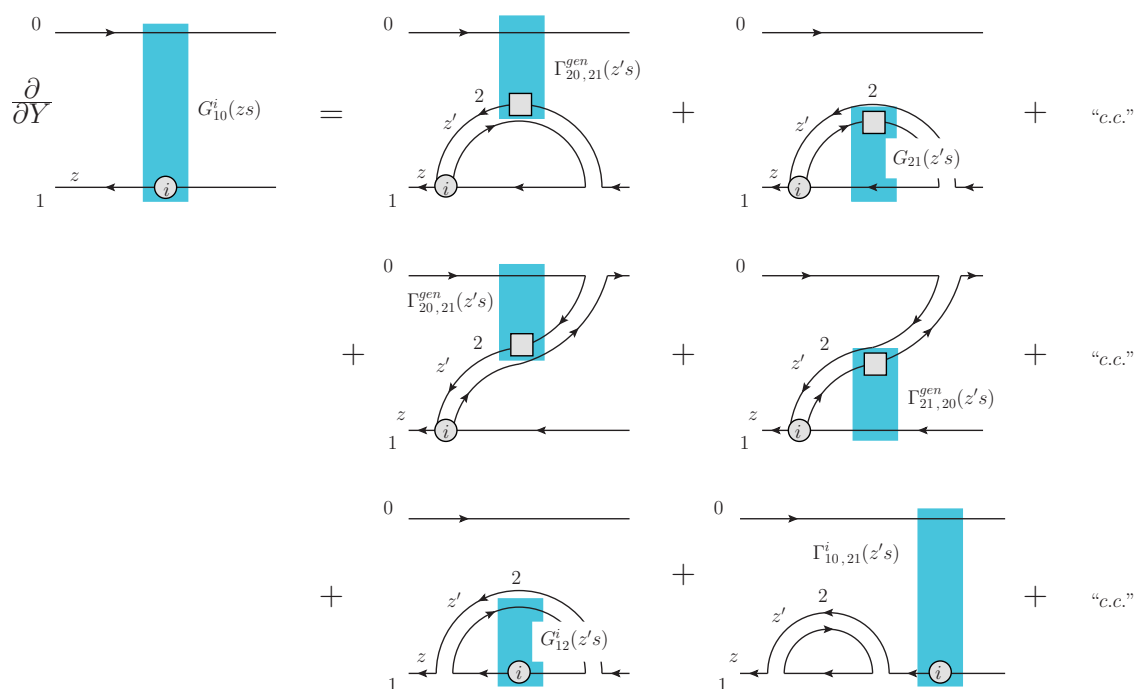 0 0 0
∂/∂Y G^i_{10}(zs) = 2 z' Γ^{gen}_{20,21}(z's) + 2 z' G_{21}(z's) + “c.c.”
z i 1 z i 1 z i 1
0 0
+ Γ^{gen}_{20,21}(z's) 2 z' + 2 z' Γ^{gen}_{21,20}(z's) + “c.c.”
z i 1 z i 1
0 0
+ 2 z' G^i_{12}(z's) + 2 z' Γ^i_{10,21}(z's) + “c.c.”
z i 1 z i 1